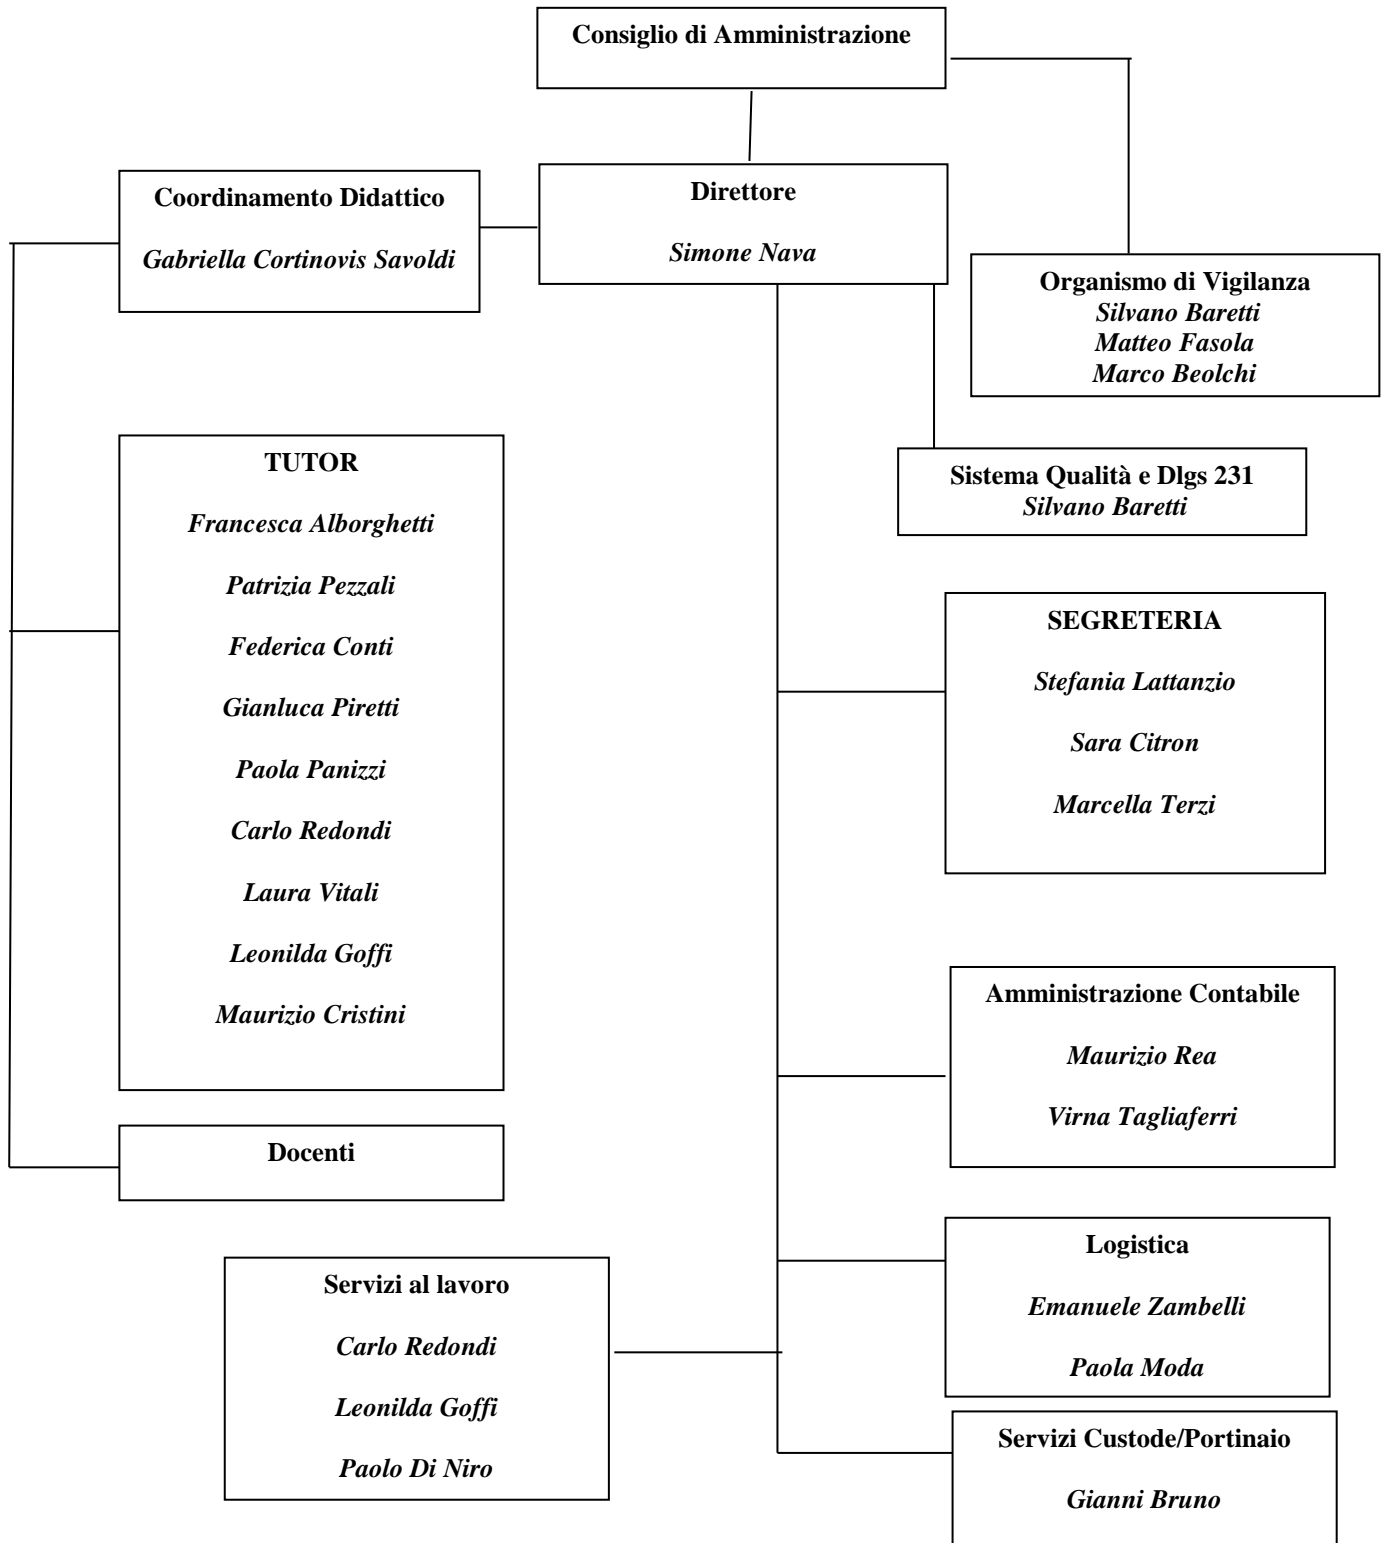 Consiglio di Amministrazione
Direttore
Simone Nava
Coordinamento Didattico
Gabriella Cortinovis Savoldi
Organismo di Vigilanza
Silvano Baretti
Matteo Fasola
Marco Beolchi
Sistema Qualità e Dlgs 231
Silvano Baretti
TUTOR
Francesca Alborghetti
Patrizia Pezzali
Federica Conti
Gianluca Piretti
Paola Panizzi
Carlo Redondi
Laura Vitali
Leonilda Goffi
Maurizio Cristini
SEGRETERIA
Stefania Lattanzio
Sara Citron
Marcella Terzi
Amministrazione Contabile
Maurizio Rea
Virna Tagliaferri
Docenti
Logistica
Emanuele Zambelli
Paola Moda
Servizi al lavoro
Carlo Redondi
Leonilda Goffi
Paolo Di Niro
Servizi Custode/Portinaio
Gianni Bruno